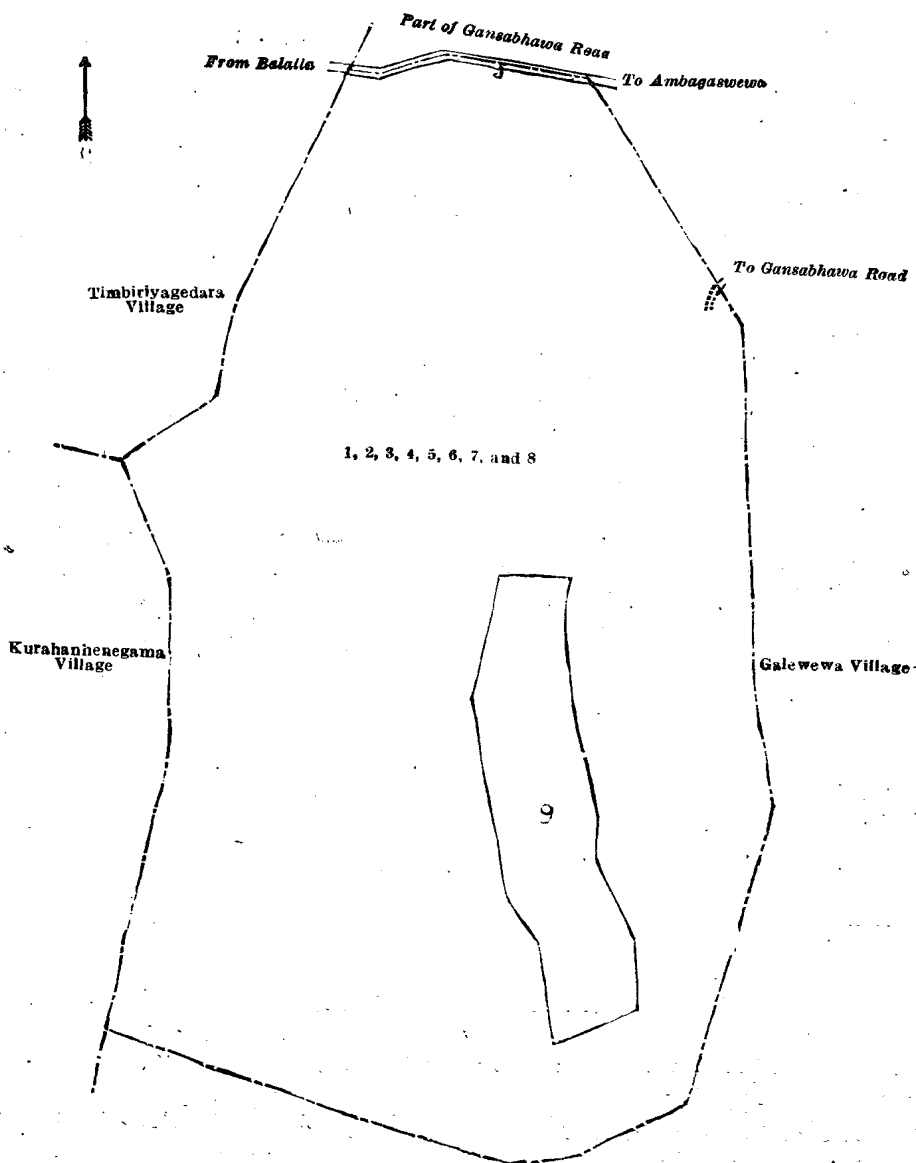 Part of Gansabhawa Road
From Balalla
To Ambagaswewa
To Gansabhawa Road
Timbiriyagedara
Village
1, 2, 3, 4, 5, 6, 7, and 8
Kurahanhenegama
Village
Galewewa Village
9